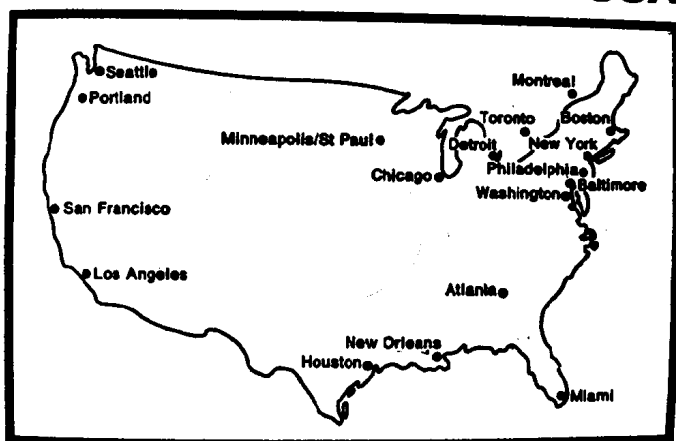 Seattle
Portland
Montreal
Toronto
Boston
Minneapolis/St Paul
Detroit
New York
Philadelphia
Chicago
Baltimore
Washington
San Francisco
Los Angeles
Atlanta
New Orleans
Houston
Miami